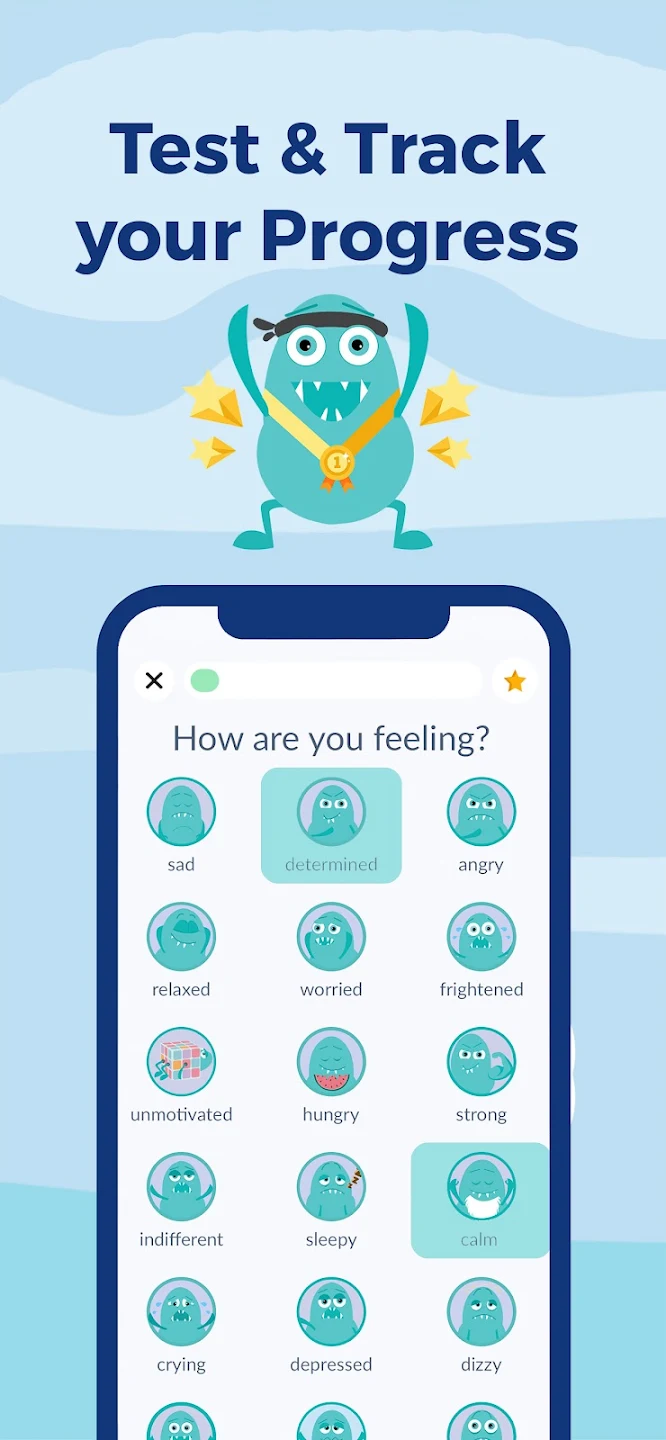 Test & Track
your Progress
1
How are you feeling?
sad
determined
angry
relaxed
worried
frightened
unmotivated
hungry
strong
indifferent
sleepy
calm
crying
depressed
dizzy